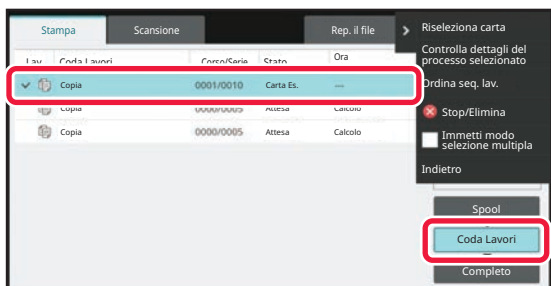 Stampa Scansione Rep. il file
Lav. Coda Lavori Corso/Serie Stato Ora
Copia 0001/0010 Carta Es. ---
Copia 0000/0005 Attesa Calcolo
Copia 0000/0005 Attesa Calcolo
Riseleziona carta
Controlla dettagli del
processo selezionato
Ordina seq. lav.
Stop/Elimina
Immetti modo
selezione multipla
Indietro
Spool
Coda Lavori
Completo